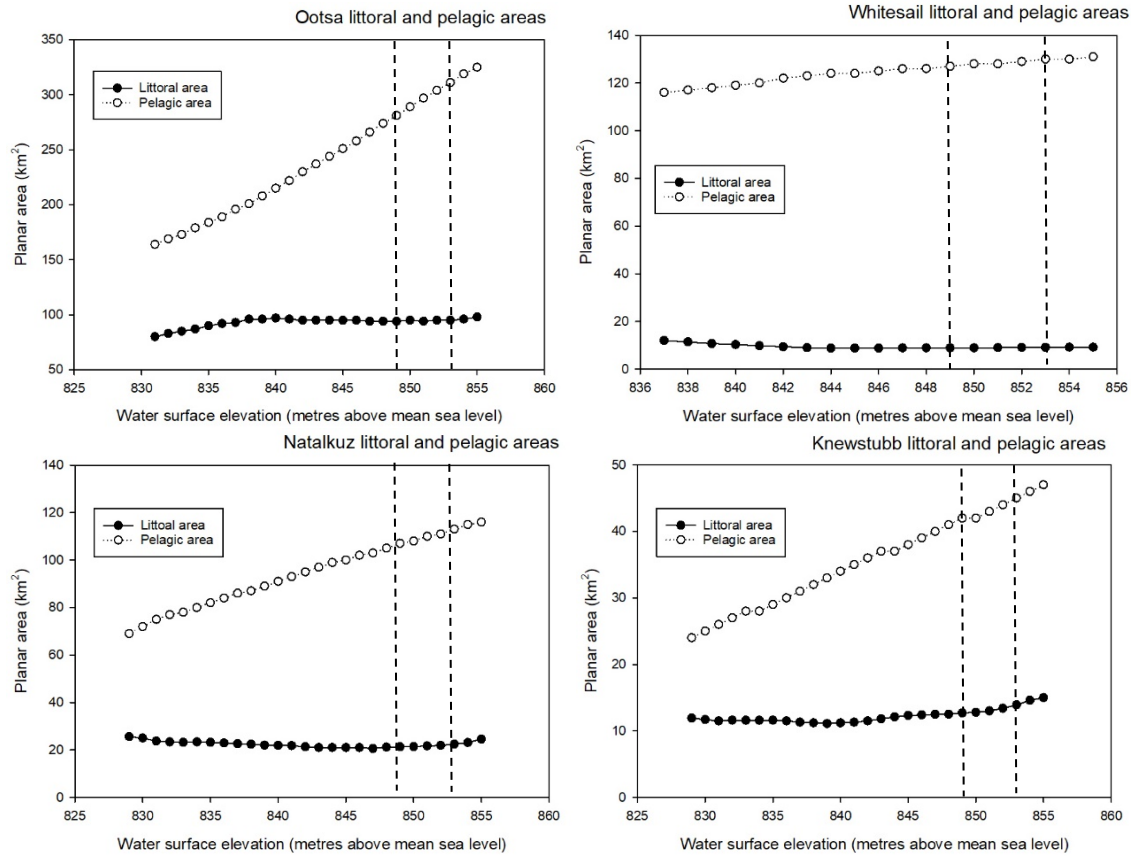 Ootsa littoral and pelagic areas
350
300
250
200
150
100
50
Planar area (km²)
Littoral area
Pelagic area
825 830 835 840 845 850 855 860
Water surface elevation (metres above mean sea level)
Whitesail littoral and pelagic areas
140
120
100
80
60
40
20
0
Planar area (km²)
Littoral area
Pelagic area
836 838 840 842 844 846 848 850 852 854 856
Water surface elevation (metres above mean sea level)
Natalkuz littoral and pelagic areas
140
120
100
80
60
40
20
0
Planar area (km²)
Littoal area
Pelagic area
825 830 835 840 845 850 855 860
Water surface elevation (metres above mean sea level)
Knewstubb littoral and pelagic areas
50
40
30
20
10
0
Planar area (km²)
Littoral area
Pelagic area
825 830 835 840 845 850 855 860
Water surface elevation (metres above mean sea level)